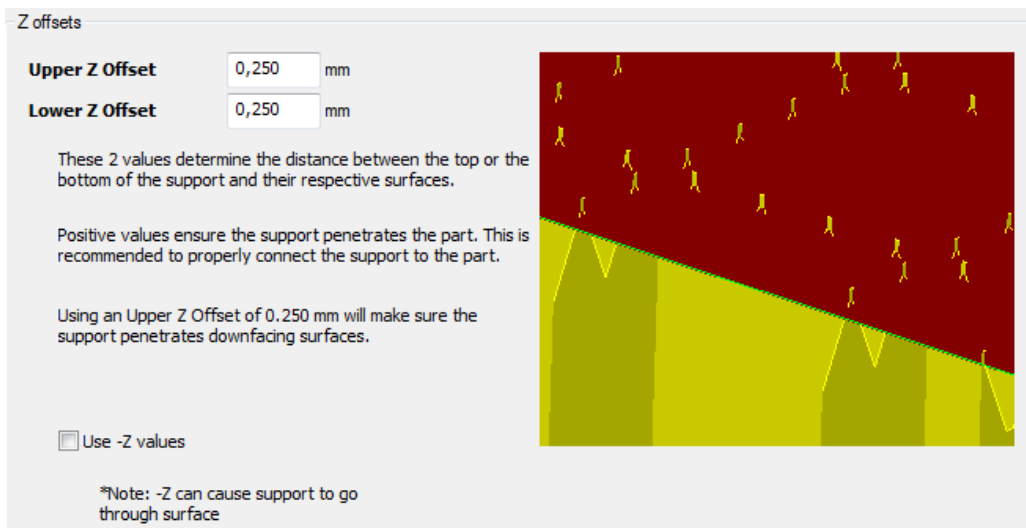 Z offsets
Upper Z Offset 0,250 mm
Lower Z Offset 0,250 mm
These 2 values determine the distance between the top or the
bottom of the support and their respective surfaces.
Positive values ensure the support penetrates the part. This is
recommended to properly connect the support to the part.
Using an Upper Z Offset of 0.250 mm will make sure the
support penetrates downfacing surfaces.
Use -Z values
*Note: -Z can cause support to go
through surface